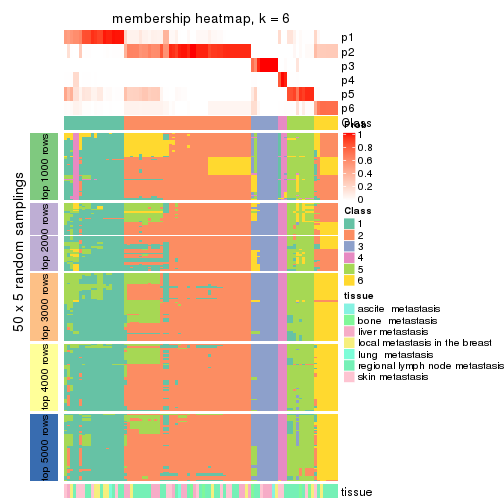 membership heatmap, k = 6
p1
p2
p3
p4
p5
p6
Class
Prob
1
0.8
0.6
0.4
0.2
0
Class
1
2
3
4
5
6
tissue
ascite metastasis
bone metastasis
liver metastasis
local metastasis in the breast
lung metastasis
regional lymph node metastasis
skin metastasis
50 x 5 random samplings
top 1000 rows
top 2000 rows
top 3000 rows
top 4000 rows
top 5000 rows
tissue